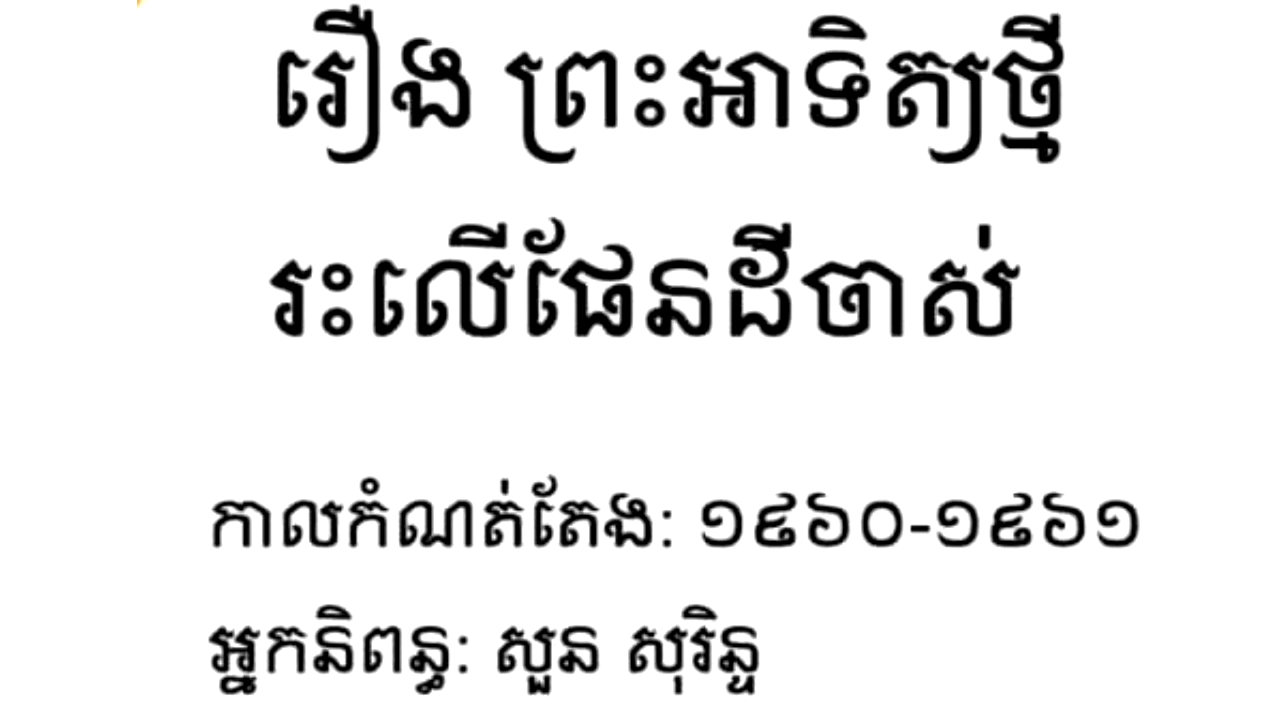 រឿង ព្រះអាទិត្យថ្មី
រះលើផែនដីចាស់
កាលកំណត់តែង: ១៩៦០-១៩៦១
អ្នកនិពន្ធ: សួន សុរិន្ទ